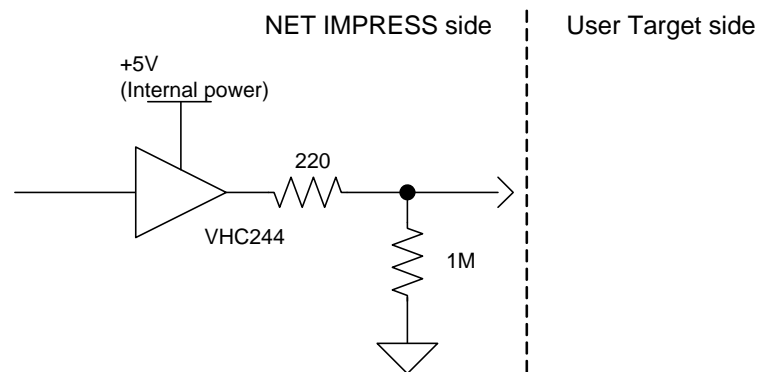 NET IMPRESS side
User Target side
+5V
(Internal power)
220
VHC244
1M